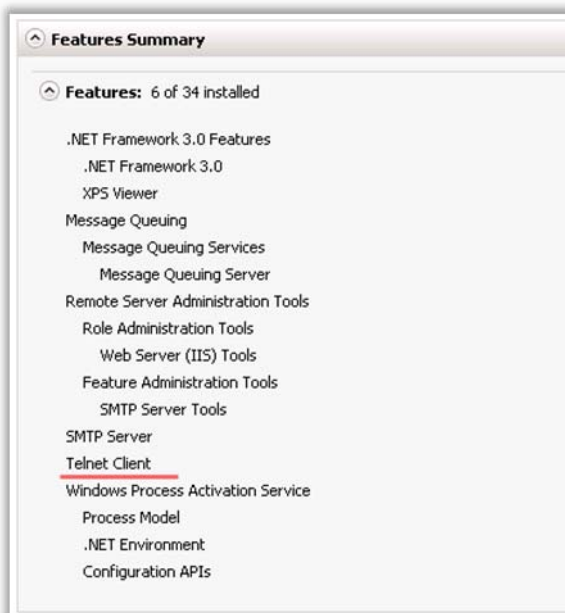 Features Summary
Features: 6 of 34 installed
.NET Framework 3.0 Features
.NET Framework 3.0
XPS Viewer
Message Queuing
Message Queuing Services
Message Queuing Server
Remote Server Administration Tools
Role Administration Tools
Web Server (IIS) Tools
Feature Administration Tools
SMTP Server Tools
SMTP Server
Telnet Client
Windows Process Activation Service
Process Model
.NET Environment
Configuration APIs